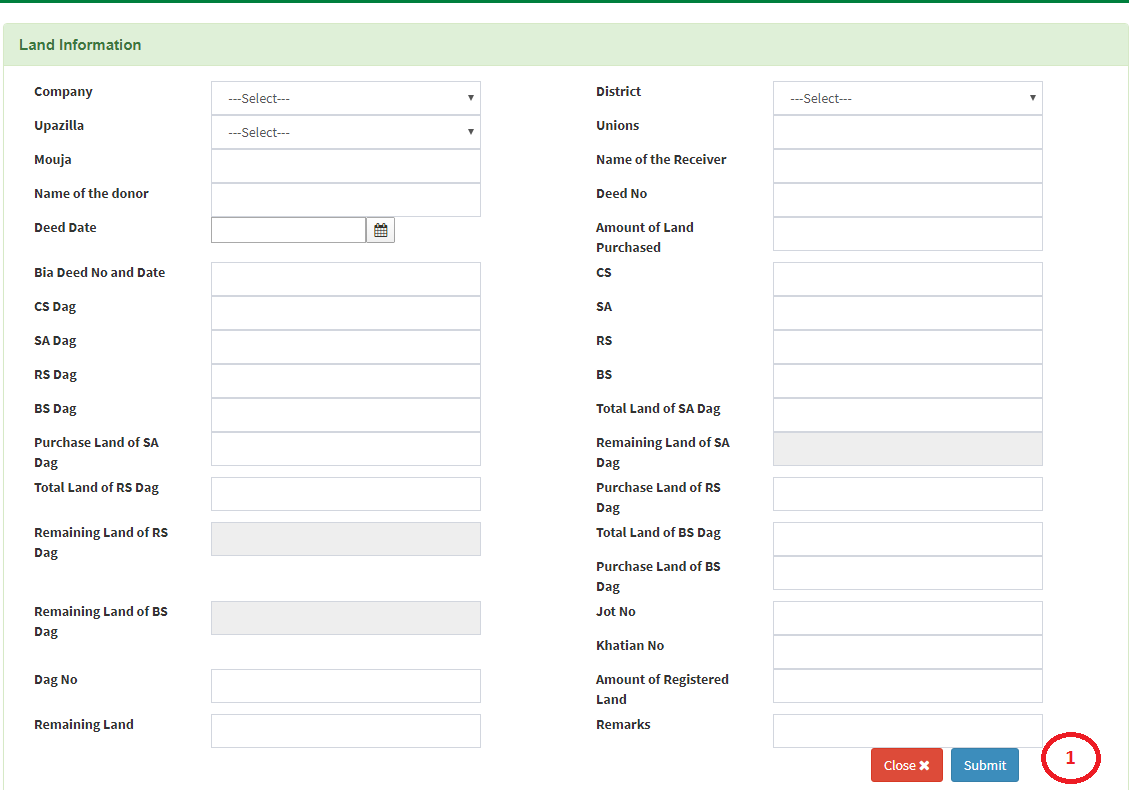 Land Information
Company ---Select--- District ---Select---
Upazilla ---Select--- Unions
Mouja Name of the Receiver
Name of the donor Deed No
Deed Date Amount of Land
Purchased
Bia Deed No and Date CS
CS Dag SA
SA Dag RS
RS Dag BS
BS Dag Total Land of SA Dag
Purchase Land of SA Remaining Land of SA
Dag Dag
Total Land of RS Dag Purchase Land of RS
Dag
Remaining Land of RS Total Land of BS Dag
Dag
Purchase Land of BS
Dag
Remaining Land of BS Jot No
Dag
Khatian No
Dag No Amount of Registered
Land
Remaining Land Remarks
Close Submit 1